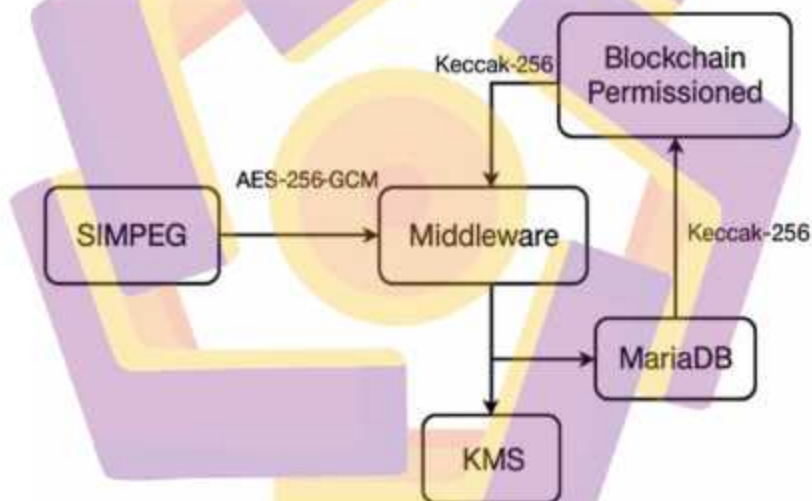 Keccak-256
Blockchain
Permissioned
AES-256-GCM
SIMPEG
Middleware
Keccak-256
MariaDB
KMS